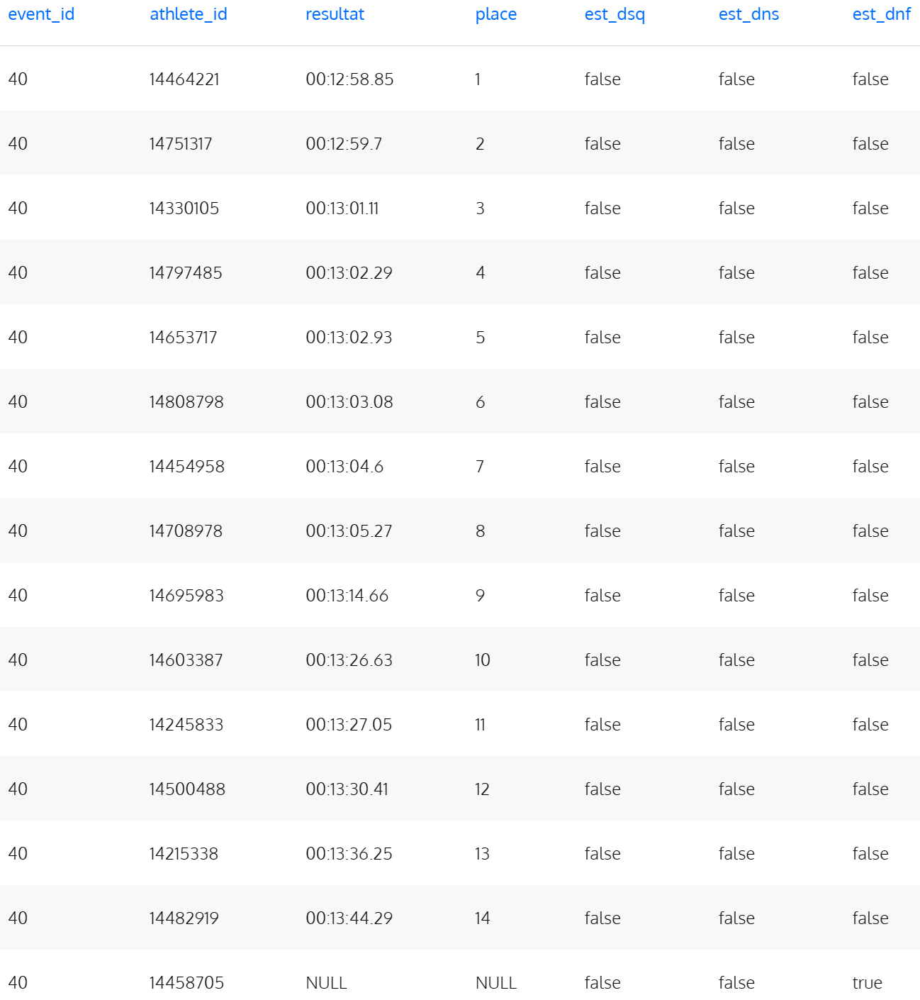 event_id athlete_id resultat place est_dsq est_dns est_dnf
40 14464221 00:12:58.85 1 false false false
40 14751317 00:12:59.7 2 false false false
40 14330105 00:13:01.11 3 false false false
40 14797485 00:13:02.29 4 false false false
40 14653717 00:13:02.93 5 false false false
40 14808798 00:13:03.08 6 false false false
40 14454958 00:13:04.6 7 false false false
40 14708978 00:13:05.27 8 false false false
40 14695983 00:13:14.66 9 false false false
40 14603387 00:13:26.63 10 false false false
40 14245833 00:13:27.05 11 false false false
40 14500488 00:13:30.41 12 false false false
40 14215338 00:13:36.25 13 false false false
40 14482919 00:13:44.29 14 false false false
40 14458705 NULL NULL false false true